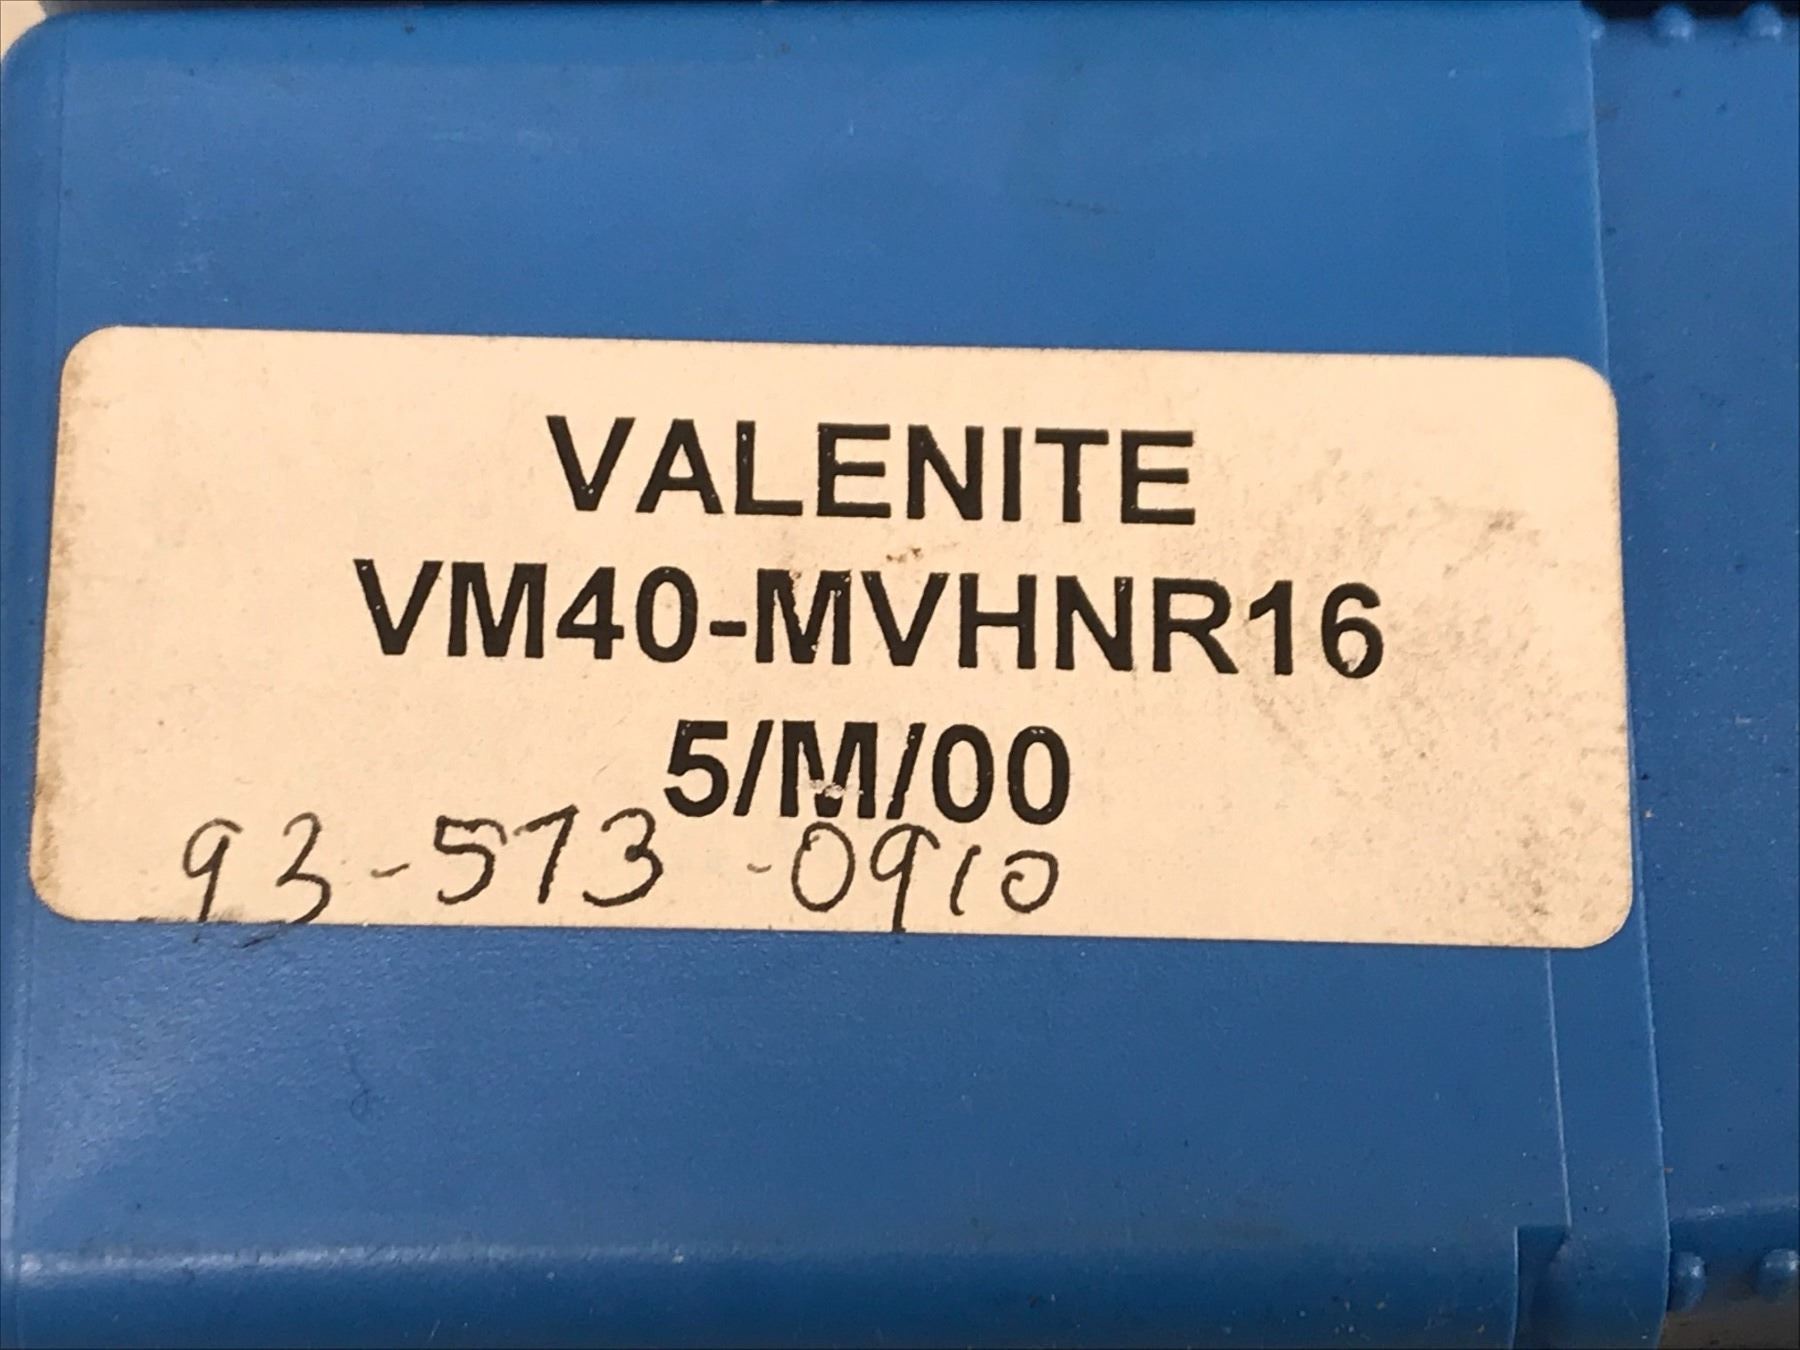 VALENITE
VM40-MVHNR16
5/M/00
93-573-0910